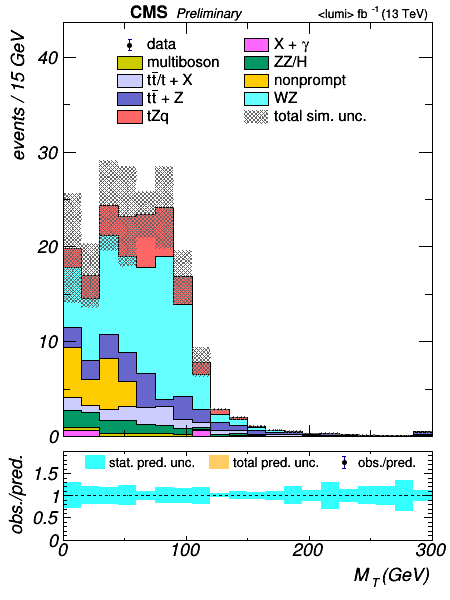 CMS Preliminary <lumi> fb⁻¹ (13 TeV)
events / 15 GeV
data
multiboson
tt̄/t + X
tt̄ + Z
tZq
X + γ
ZZ/H
nonprompt
WZ
total sim. unc.
40
30
20
10
0
obs./pred.
stat. pred. unc. total pred. unc. obs./pred.
1.5
1
0.5
0
0 100 200 300
M_T (GeV)